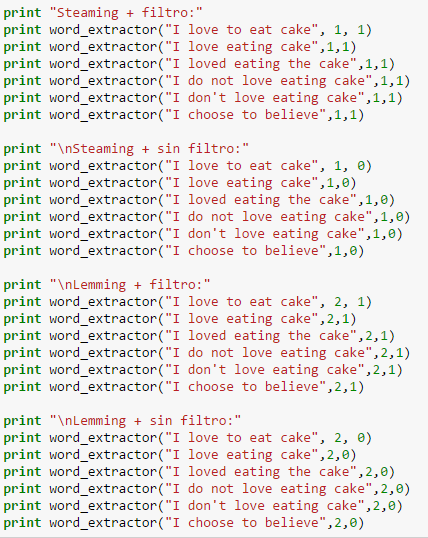 print "Steaming + filtro:"
print word_extractor("I love to eat cake", 1, 1)
print word_extractor("I love eating cake",1,1)
print word_extractor("I loved eating the cake",1,1)
print word_extractor("I do not love eating cake",1,1)
print word_extractor("I don't love eating cake",1,1)
print word_extractor("I choose to believe",1,1)
print "\nSteaming + sin filtro:"
print word_extractor("I love to eat cake", 1, 0)
print word_extractor("I love eating cake",1,0)
print word_extractor("I loved eating the cake",1,0)
print word_extractor("I do not love eating cake",1,0)
print word_extractor("I don't love eating cake",1,0)
print word_extractor("I choose to believe",1,0)
print "\nLemming + filtro:"
print word_extractor("I love to eat cake", 2, 1)
print word_extractor("I love eating cake",2,1)
print word_extractor("I loved eating the cake",2,1)
print word_extractor("I do not love eating cake",2,1)
print word_extractor("I don't love eating cake",2,1)
print word_extractor("I choose to believe",2,1)
print "\nLemming + sin filtro:"
print word_extractor("I love to eat cake", 2, 0)
print word_extractor("I love eating cake",2,0)
print word_extractor("I loved eating the cake",2,0)
print word_extractor("I do not love eating cake",2,0)
print word_extractor("I don't love eating cake",2,0)
print word_extractor("I choose to believe",2,0)